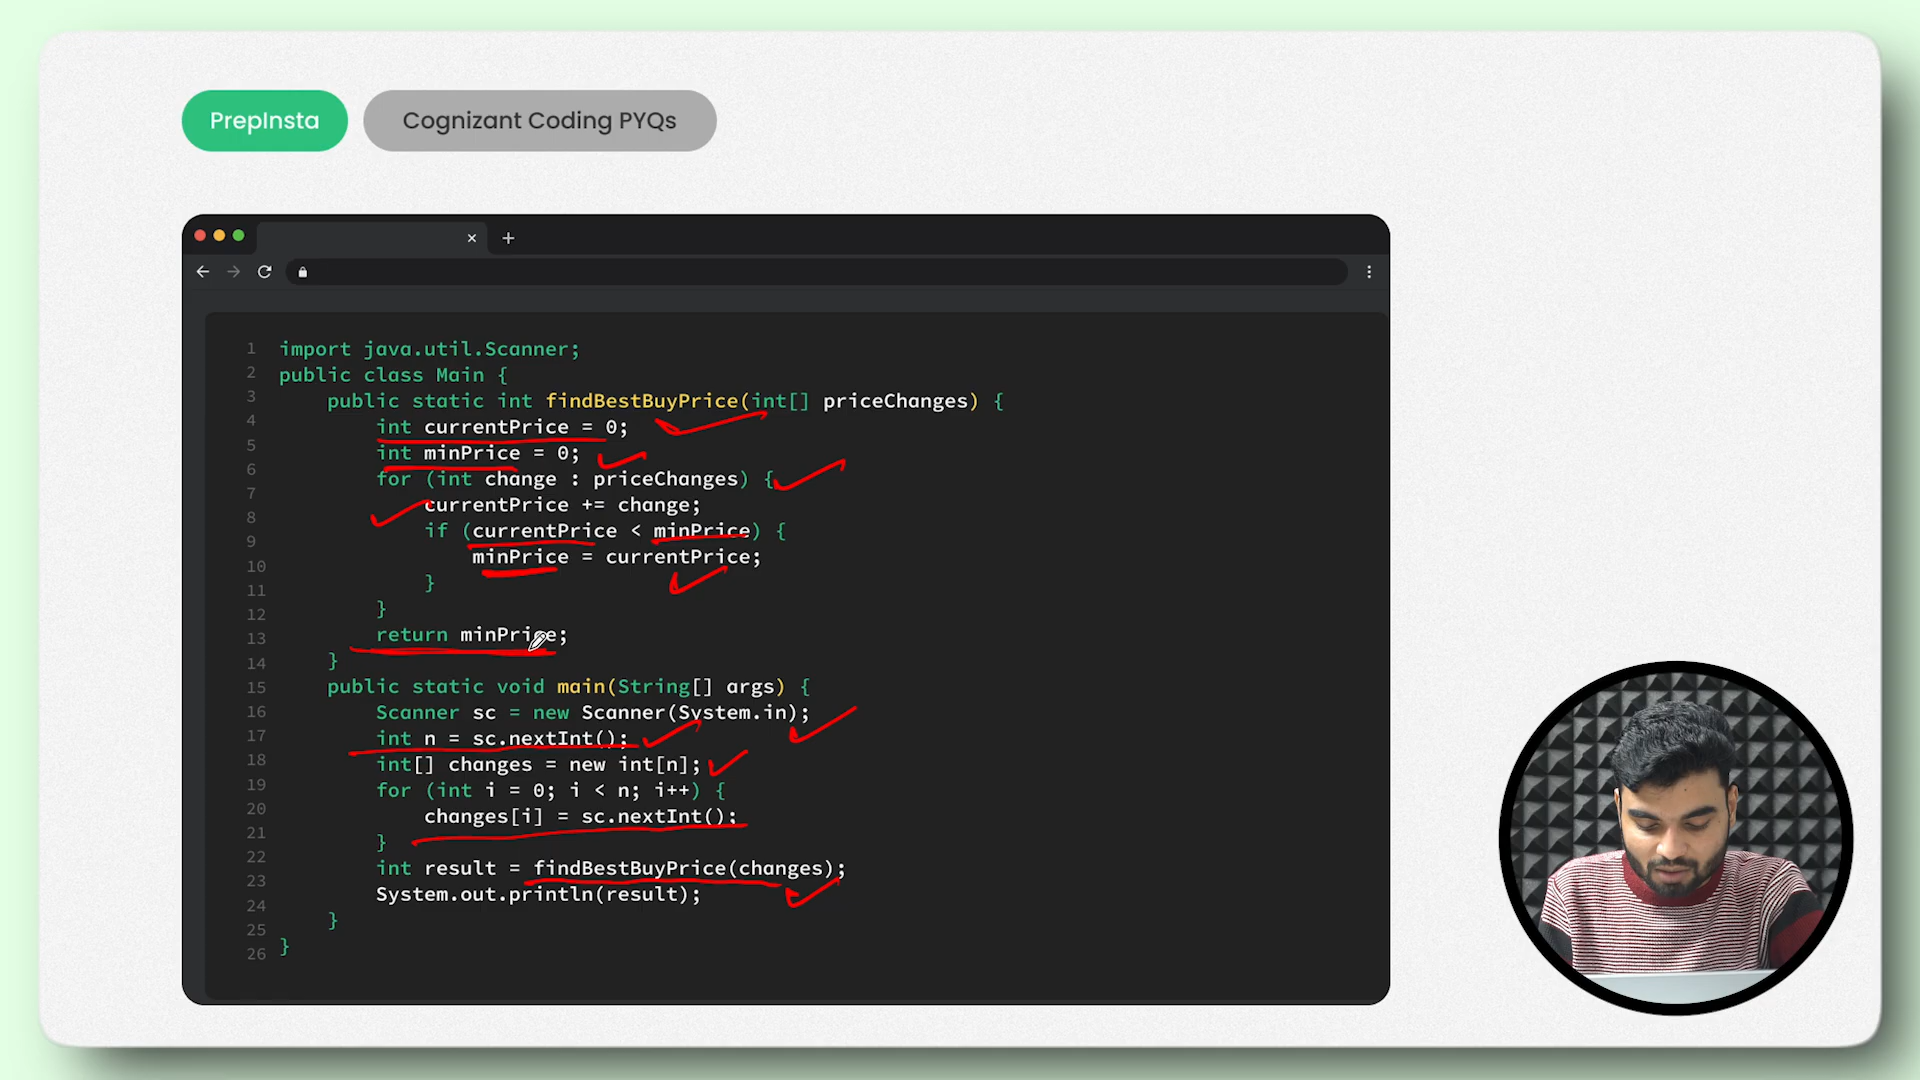 PrepInsta
Cognizant Coding PYQs
1 import java.util.Scanner;
2 public class Main {
3 public static int findBestBuyPrice(int[] priceChanges) {
4 int currentPrice = 0;
5 int minPrice = 0;
6 for (int change : priceChanges) {
7 currentPrice += change;
8 if (currentPrice < minPrice) {
9 minPrice = currentPrice;
10 }
11 }
12 return minPrice;
13 }
14 public static void main(String[] args) {
15 Scanner sc = new Scanner(System.in);
16 int n = sc.nextInt();
17 int[] changes = new int[n];
18 for (int i = 0; i < n; i++) {
19 changes[i] = sc.nextInt();
20 }
21 int result = findBestBuyPrice(changes);
22 System.out.println(result);
23 }
24 }
25
26